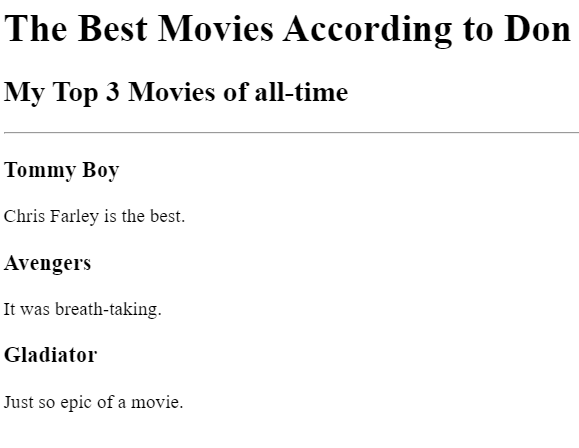 The Best Movies According to Don
My Top 3 Movies of all-time
Tommy Boy
Chris Farley is the best.
Avengers
It was breath-taking.
Gladiator
Just so epic of a movie.